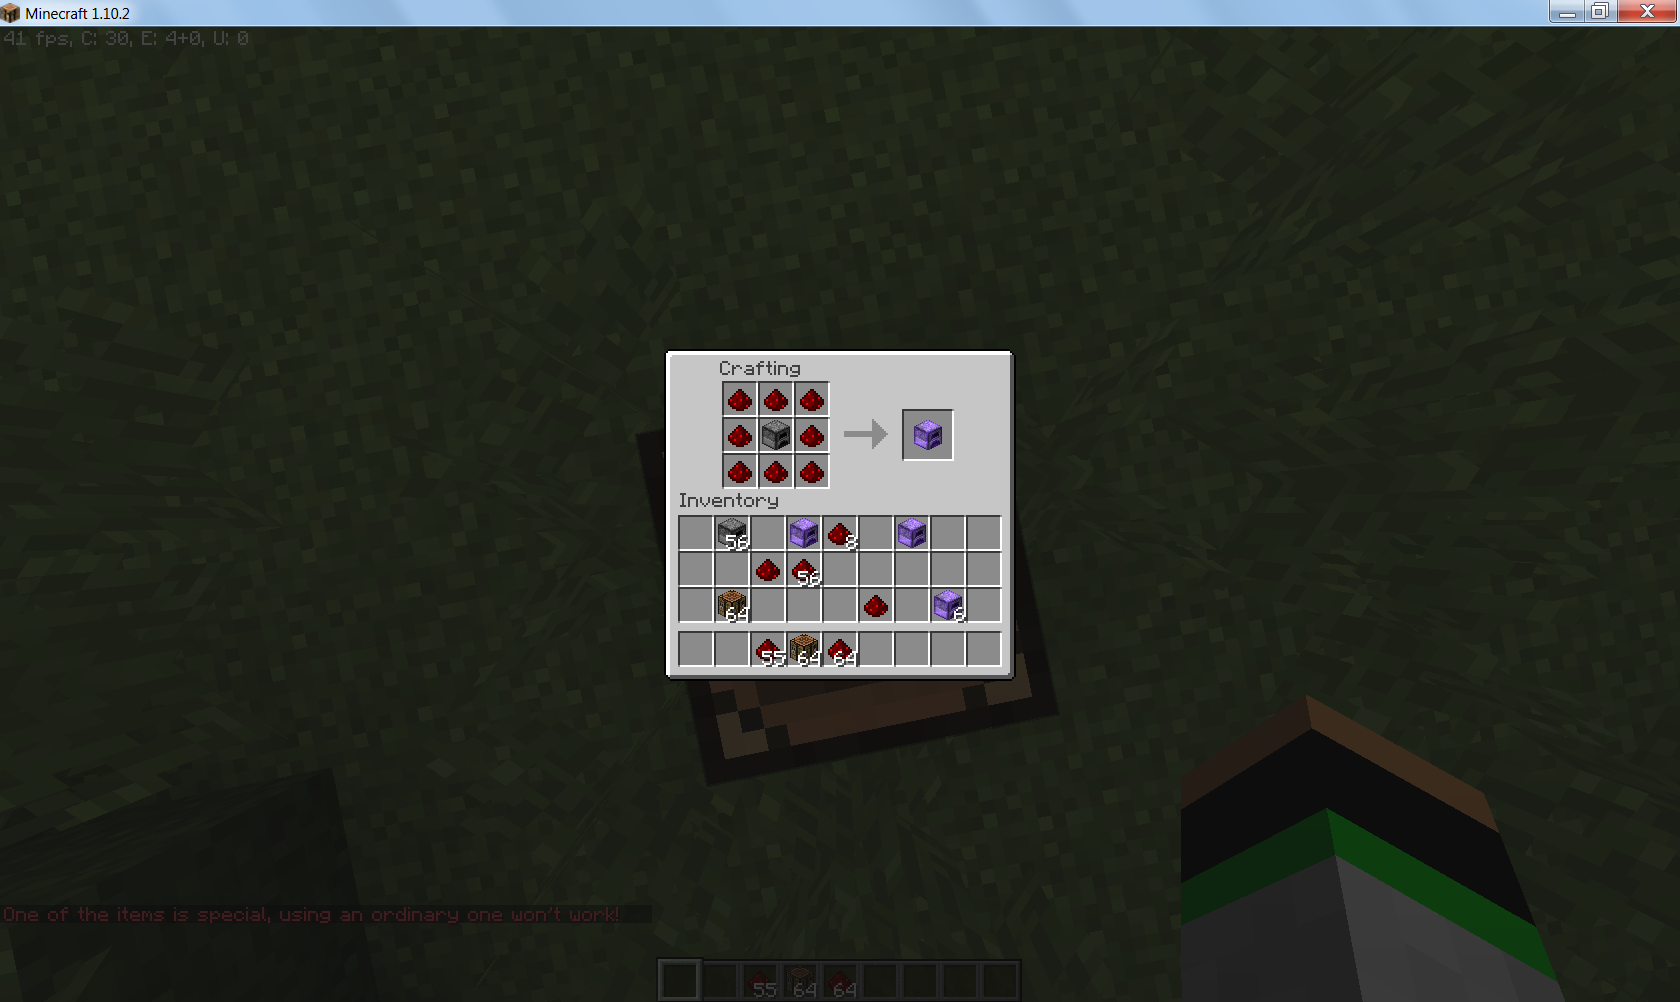 Minecraft 1.10.2
41 fps, C: 30, E: 4+0, U: 0
Crafting
Inventory
56 8
56
64 6
55 64 64
One of the items is special, using an ordinary one won't work!
55 64 64